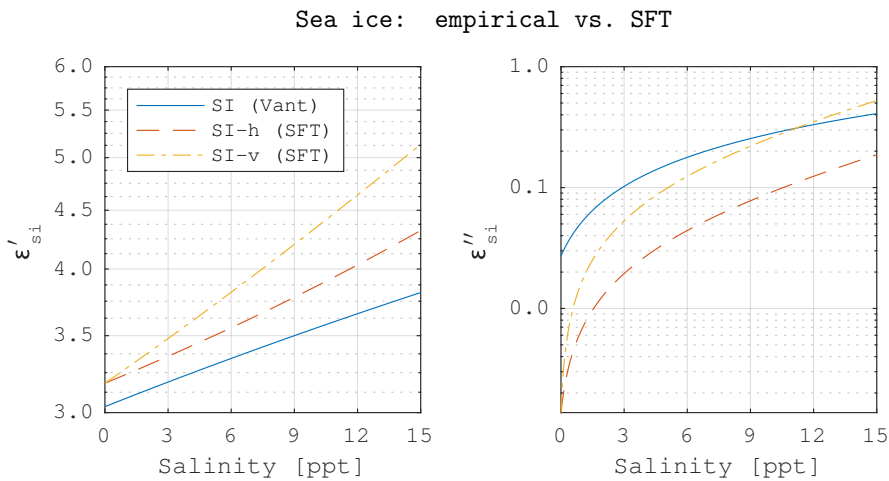 Sea ice: empirical vs. SFT
6.0
5.5
5.0
4.5
4.0
3.5
3.0
ε′si
SI (Vant)
SI-h (SFT)
SI-v (SFT)
0 3 6 9 12 15
Salinity [ppt]
1.0
0.1
0.0
ε″si
0 3 6 9 12 15
Salinity [ppt]